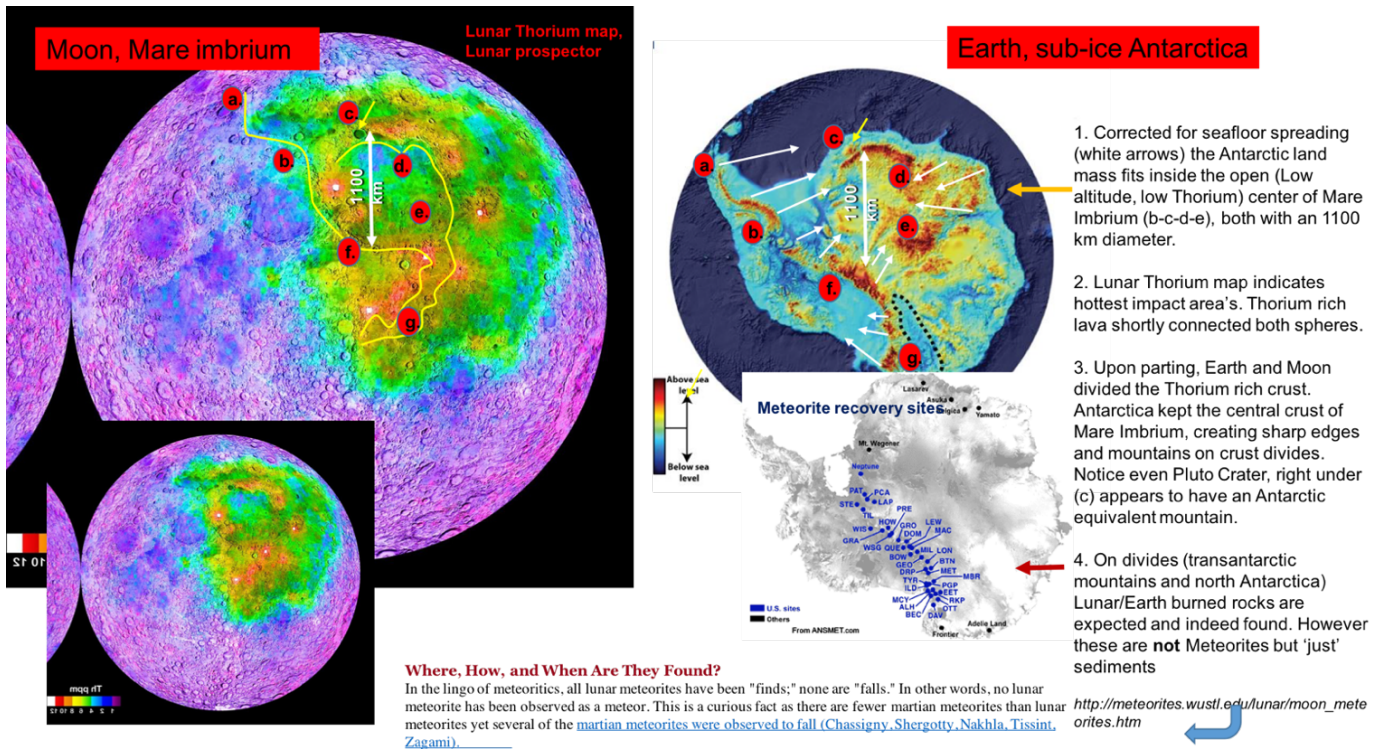 Moon, Mare imbrium
Lunar Thorium map,
Lunar prospector
Earth, sub-ice Antarctica
a.
b.
c.
d.
e.
f.
g.
1100
km
a.
b.
c.
d.
e.
f.
g.
1100
km
1. Corrected for seafloor spreading
(white arrows) the Antarctic land
mass fits inside the open (Low
altitude, low Thorium) center of Mare
Imbrium (b-c-d-e), both with an 1100
km diameter.
2. Lunar Thorium map indicates
hottest impact area's. Thorium rich
lava shortly connected both spheres.
3. Upon parting, Earth and Moon
divided the Thorium rich crust.
Antarctica kept the central crust of
Mare Imbrium, creating sharp edges
and mountains on crust divides.
Notice even Pluto Crater, right under
(c) appears to have an Antarctic
equivalent mountain.
4. On divides (transantarctic
mountains and north Antarctica)
Lunar/Earth burned rocks are
expected and indeed found. However
these are not Meteorites but 'just'
sediments
http://meteorites.wustl.edu/lunar/moon_mete
orites.htm
Above sea
level
Below sea
level
Meteorite recovery sites
Lasarev
Asuka
Belgica
Yamato
Mt. Wegener
Neptune
PAT
PCA
LAP
STE
TIL
PRE
WIS
HOW
GRO
LEW
DOM
MAC
GRA
WSG
QUE
MIL
LON
BOW
GEO
BTN
DRP
MET
MBR
TYR
PGP
ILD
EET
MCY
RKP
ALH
OTT
BEC
DAV
U.S. sites
Others
From ANSMET.com
Frontier
Adelie Land
10 12
Th ppm
1 2 4 6 8 10 12
Where, How, and When Are They Found?
In the lingo of meteoritics, all lunar meteorites have been "finds;" none are "falls." In other words, no lunar
meteorite has been observed as a meteor. This is a curious fact as there are fewer martian meteorites than lunar
meteorites yet several of the martian meteorites were observed to fall (Chassigny, Shergotty, Nakhla, Tissint,
Zagami).